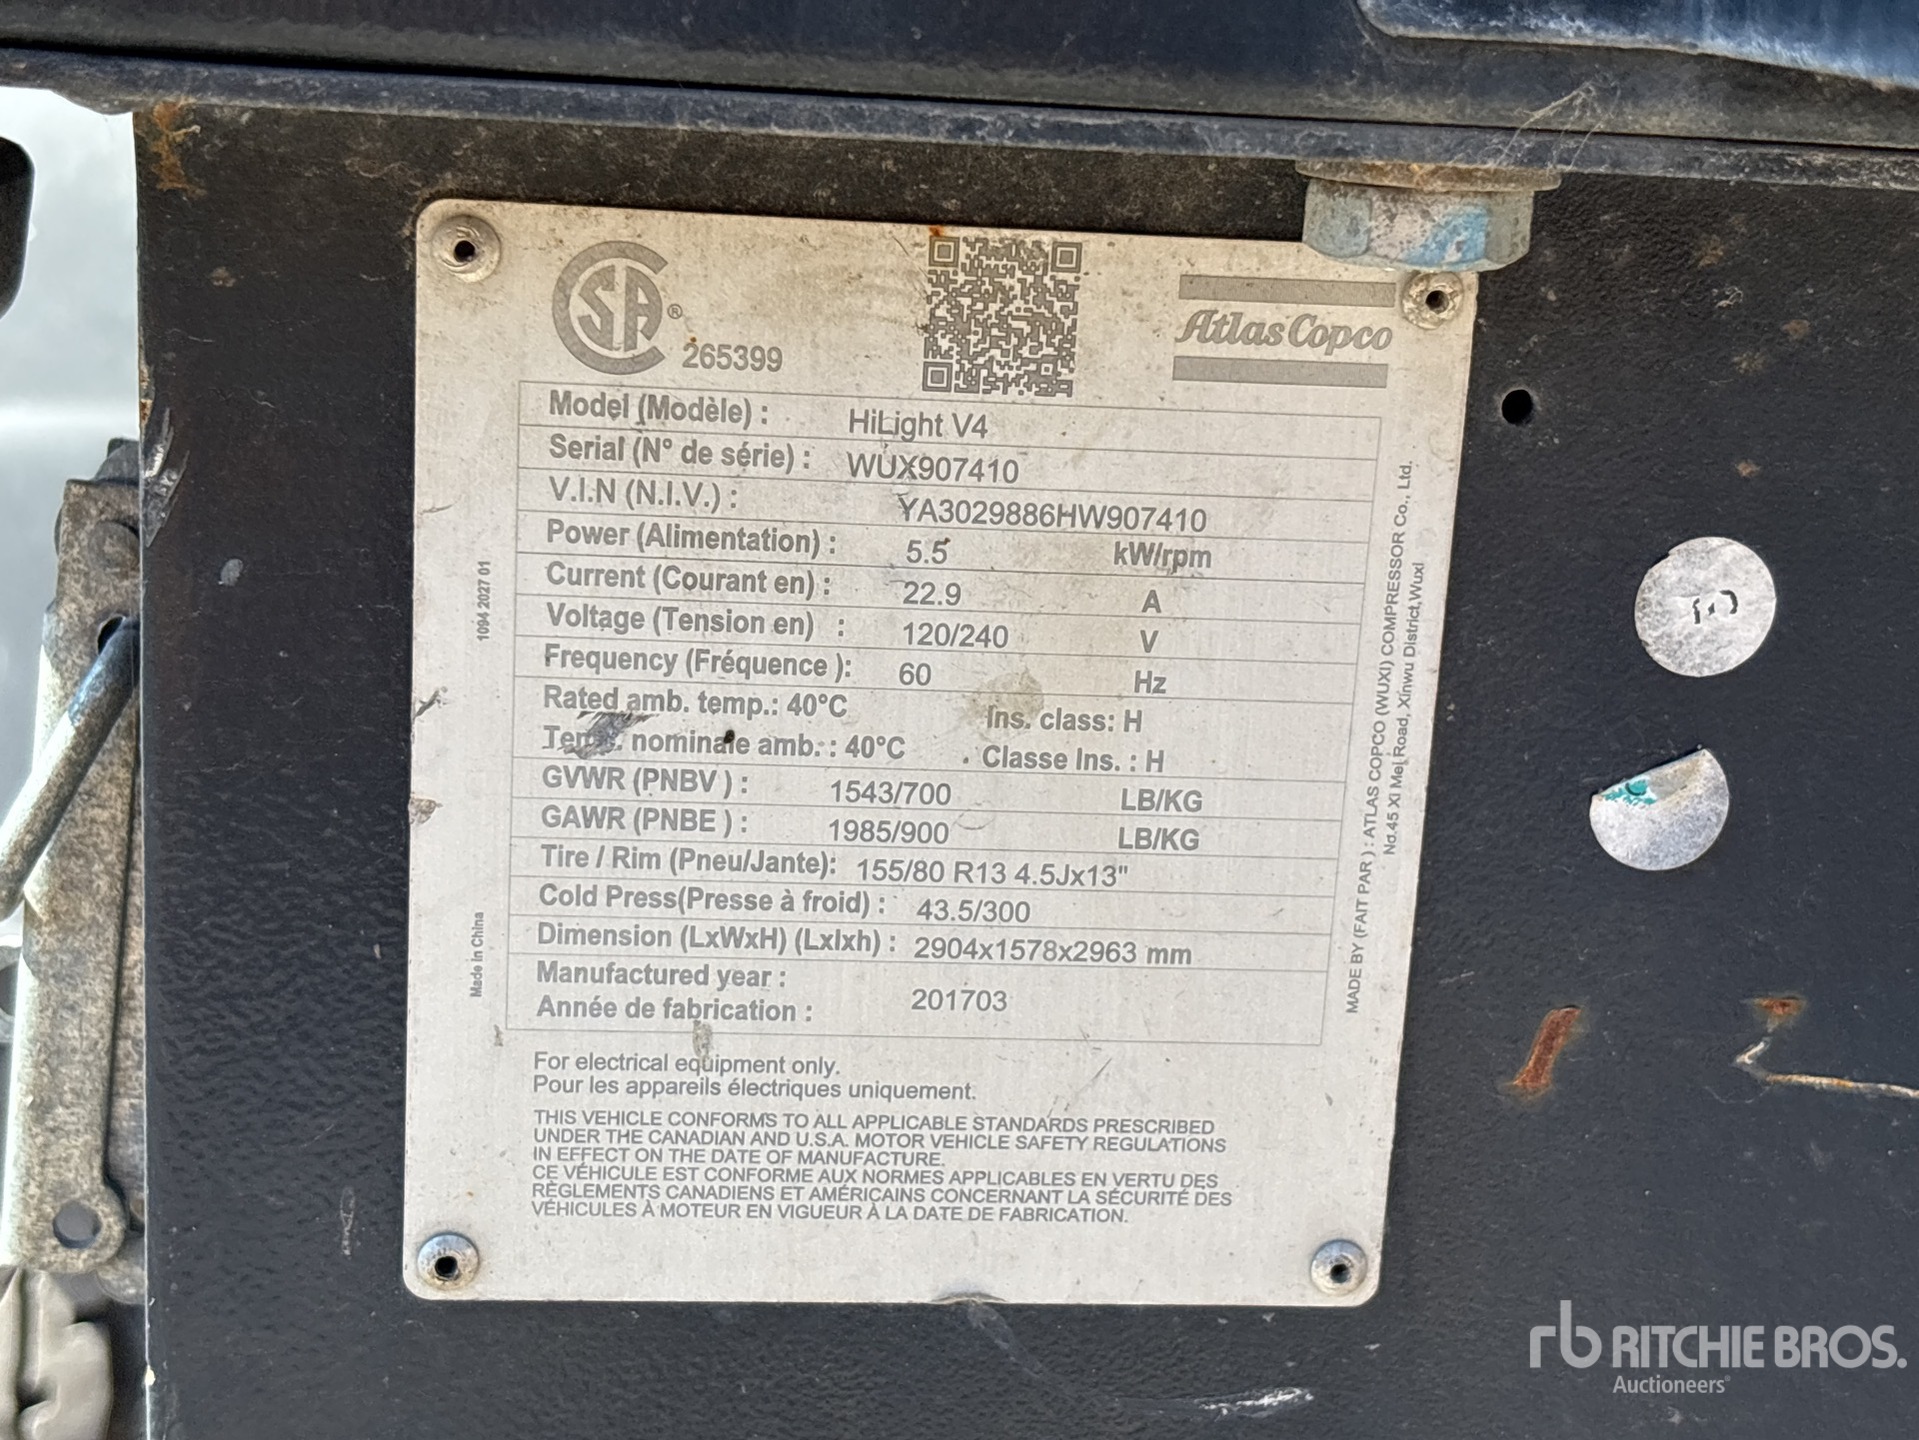 CSA®
265399
Atlas Copco
Model (Modèle) : HiLight V4
Serial (N° de série) : WUX907410
V.I.N (N.I.V.) : YA3029886HW907410
Power (Alimentation) : 5.5 kW/rpm
Current (Courant en) : 22.9 A
Voltage (Tension en) : 120/240 V
Frequency (Fréquence ): 60 Hz
Rated amb. temp.: 40°C Ins. class: H
Temp. nominale amb. : 40°C Classe Ins. : H
GVWR (PNBV ) : 1543/700 LB/KG
GAWR (PNBE ) : 1985/900 LB/KG
Tire / Rim (Pneu/Jante): 155/80 R13 4.5Jx13"
Cold Press(Presse à froid) : 43.5/300
Dimension (LxWxH) (Lxlxh) : 2904x1578x2963 mm
Manufactured year :
Année de fabrication : 201703
For electrical equipment only.
Pour les appareils électriques uniquement.
THIS VEHICLE CONFORMS TO ALL APPLICABLE STANDARDS PRESCRIBED
UNDER THE CANADIAN AND U.S.A. MOTOR VEHICLE SAFETY REGULATIONS
IN EFFECT ON THE DATE OF MANUFACTURE.
CE VÉHICULE EST CONFORME AUX NORMES APPLICABLES EN VERTU DES
RÈGLEMENTS CANADIENS ET AMÉRICAINS CONCERNANT LA SÉCURITÉ DES
VÉHICULES À MOTEUR EN VIGUEUR À LA DATE DE FABRICATION.
1094 2027 01
Made in China
MADE BY (FAIT PAR ) : ATLAS COPCO (WUXI) COMPRESSOR Co., Ltd.
No.45 Xi Mei Road, Xinwu District,Wuxi
rb RITCHIE BROS.
Auctioneers®